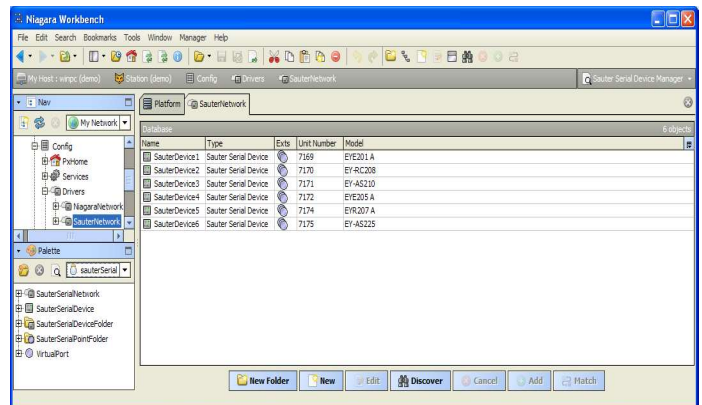 Niagara Workbench
File Edit Search Bookmarks Tools Window Manager Help
My Host : winpc (demo) Station (demo) Config Drivers SauterNetwork Sauter Serial Device Manager
Nav
My Network
Config
PxHome
Services
Drivers
NiagaraNetwork
SauterNetwork
Palette
sauterSerial
SauterSerialNetwork
SauterSerialDevice
SauterSerialDeviceFolder
SauterSerialPointFolder
VirtualPort
Platform SauterNetwork
Database 6 objects
Name Type Exts Unit Number Model
SauterDevice1 Sauter Serial Device 7169 EYE201 A
SauterDevice2 Sauter Serial Device 7170 EY-RC208
SauterDevice3 Sauter Serial Device 7171 EY-AS210
SauterDevice4 Sauter Serial Device 7172 EYE205 A
SauterDevice5 Sauter Serial Device 7174 EYR207 A
SauterDevice6 Sauter Serial Device 7175 EY-AS225
New Folder New Edit Discover Cancel Add Match